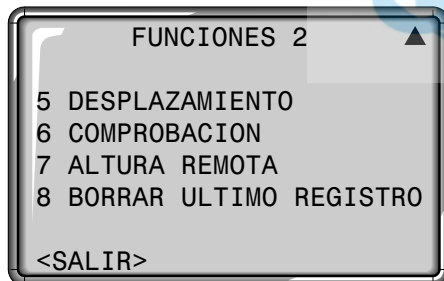 FUNCIONES 2
5 DESPLAZAMIENTO
6 COMPROBACION
7 ALTURA REMOTA
8 BORRAR ULTIMO REGISTRO
<SALIR>